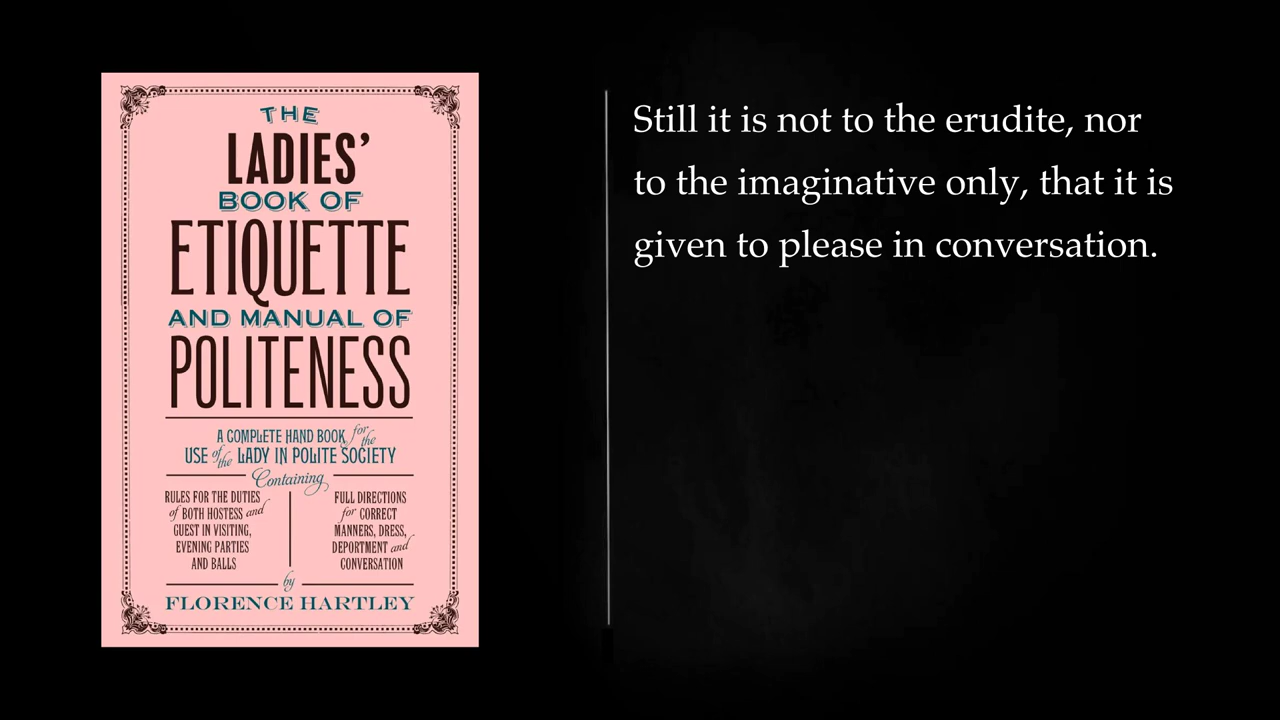 THE
LADIES'
BOOK OF
ETIQUETTE
AND MANUAL OF
POLITENESS
A COMPLETE HAND BOOK for the
USE of the LADY IN POLITE SOCIETY
Containing
RULES FOR THE DUTIES
of BOTH HOSTESS and
GUEST IN VISITING,
EVENING PARTIES
AND BALLS
FULL DIRECTIONS
for CORRECT
MANNERS, DRESS,
DEPORTMENT and
CONVERSATION
by
FLORENCE HARTLEY
Still it is not to the erudite, nor
to the imaginative only, that it is
given to please in conversation.